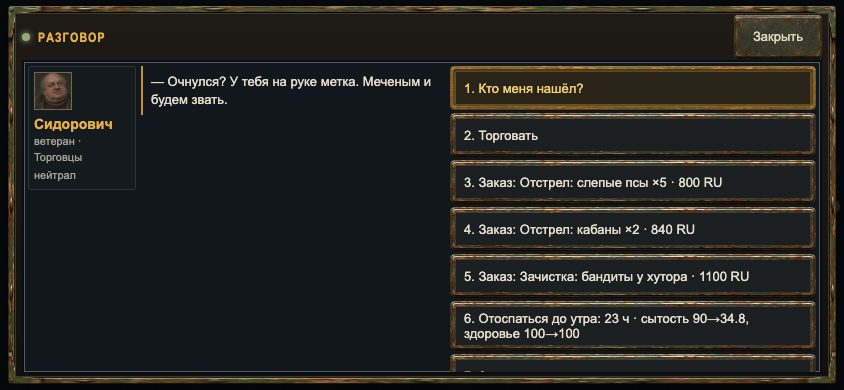 РАЗГОВОР
Закрыть
Сидорович
ветеран ·
Торговцы
нейтрал
— Очнулся? У тебя на руке метка. Меченым и
будем звать.
1. Кто меня нашёл?
2. Торговать
3. Заказ: Отстрел: слепые псы ×5 · 800 RU
4. Заказ: Отстрел: кабаны ×2 · 840 RU
5. Заказ: Зачистка: бандиты у хутора · 1100 RU
6. Отоспаться до утра: 23 ч · сытость 90→34.8,
здоровье 100→100